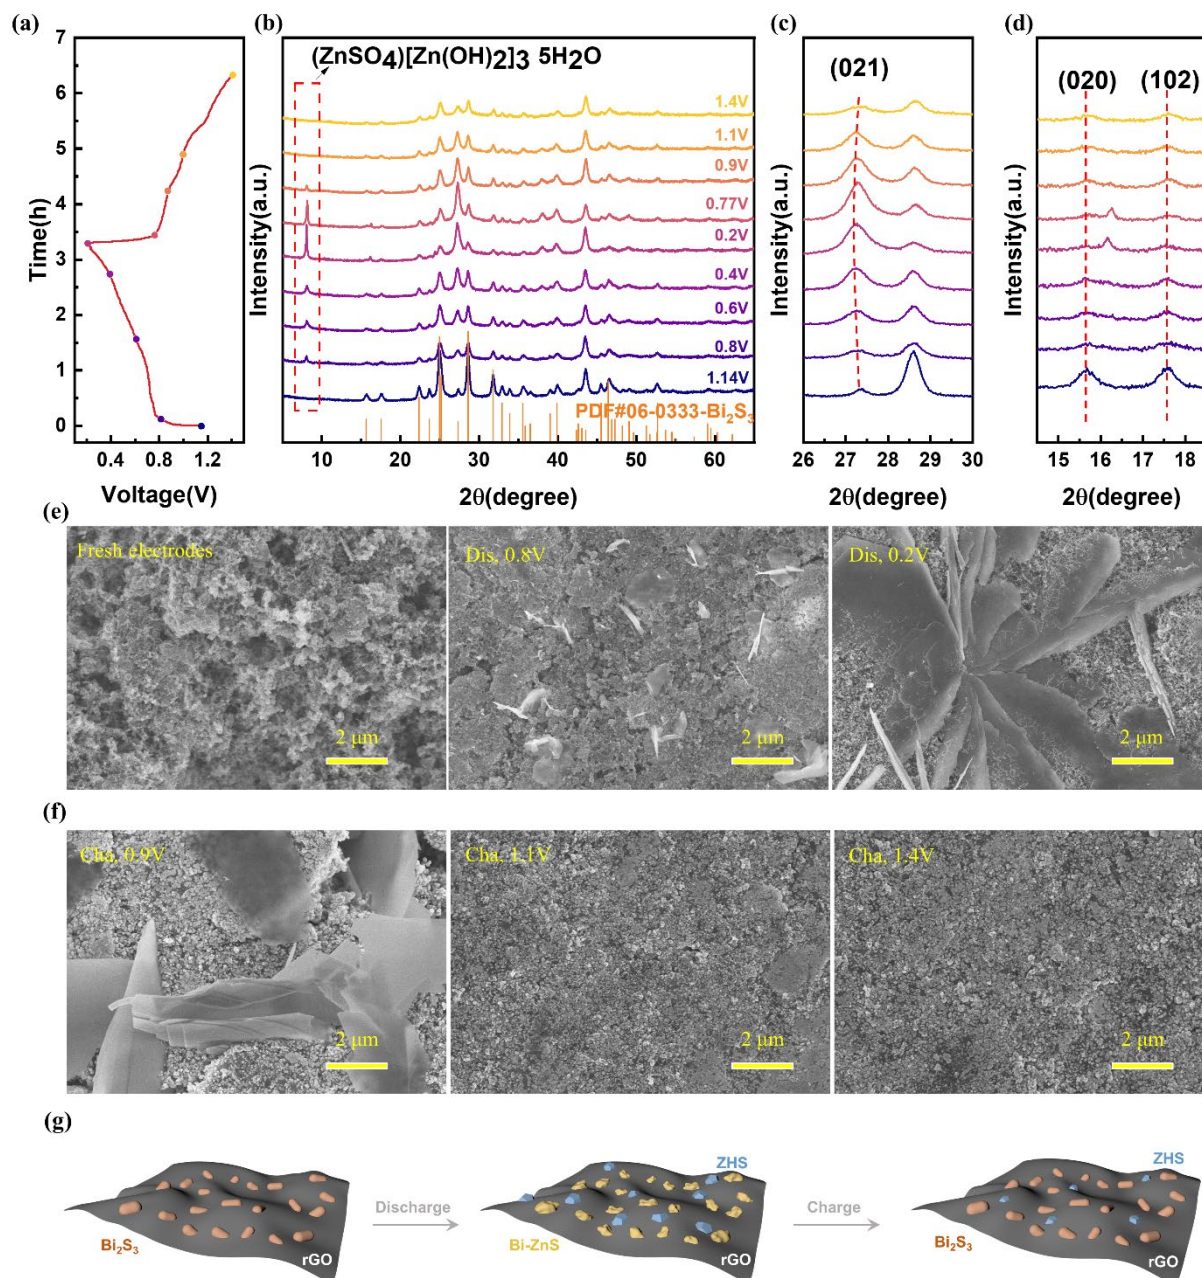 (a)
7
6
5
4
3
2
1
0
Time(h)
0.4 0.8 1.2
Voltage(V)
(b)
(ZnSO4)[Zn(OH)2]3 5H2O
1.4V
1.1V
0.9V
0.77V
0.2V
0.4V
0.6V
0.8V
1.14V
PDF#06-0333-Bi2S3
Intensity(a.u.)
10 20 30 40 50 60
2θ(degree)
(c)
(021)
Intensity(a.u.)
26 27 28 29 30
2θ(degree)
(d)
(020) (102)
Intensity(a.u.)
15 16 17 18
2θ(degree)
(e)
Fresh electrodes
2 μm
Dis, 0.8V
2 μm
Dis, 0.2V
2 μm
(f)
Cha, 0.9V
2 μm
Cha, 1.1V
2 μm
Cha, 1.4V
2 μm
(g)
Bi2S3
rGO
Discharge
ZHS
Bi-ZnS
rGO
Charge
ZHS
Bi2S3
rGO